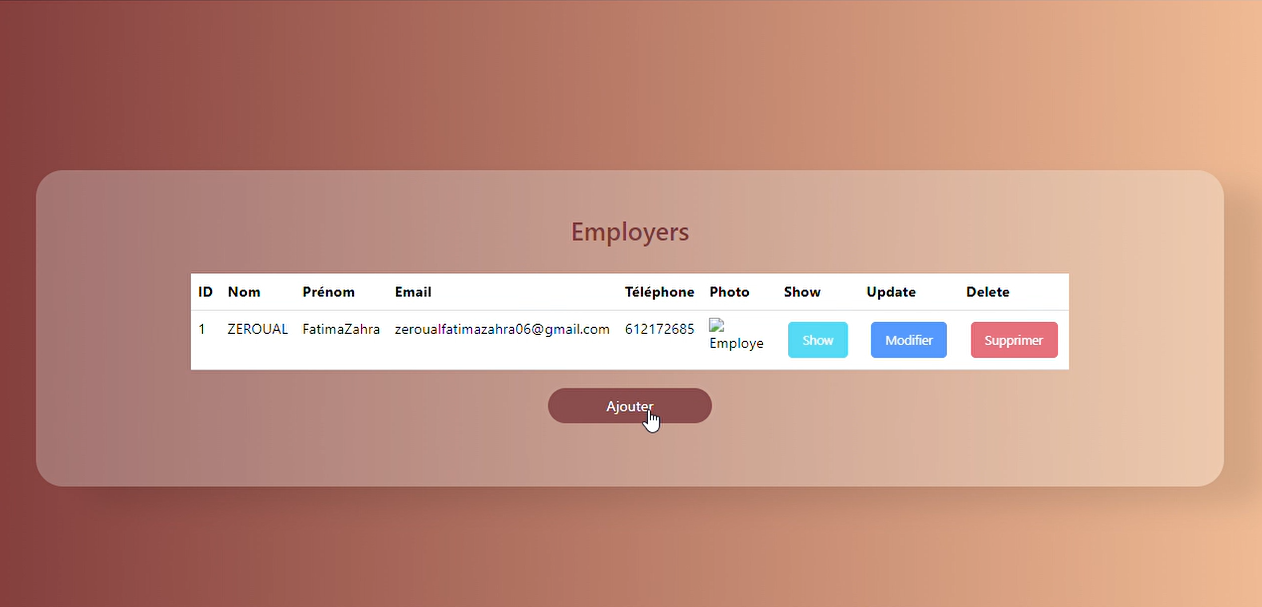 Employers
ID Nom Prénom Email Téléphone Photo Show Update Delete
1 ZEROUAL FatimaZahra zeroualfatimazahra06@gmail.com 612172685 Employe Show Modifier Supprimer
Ajouter